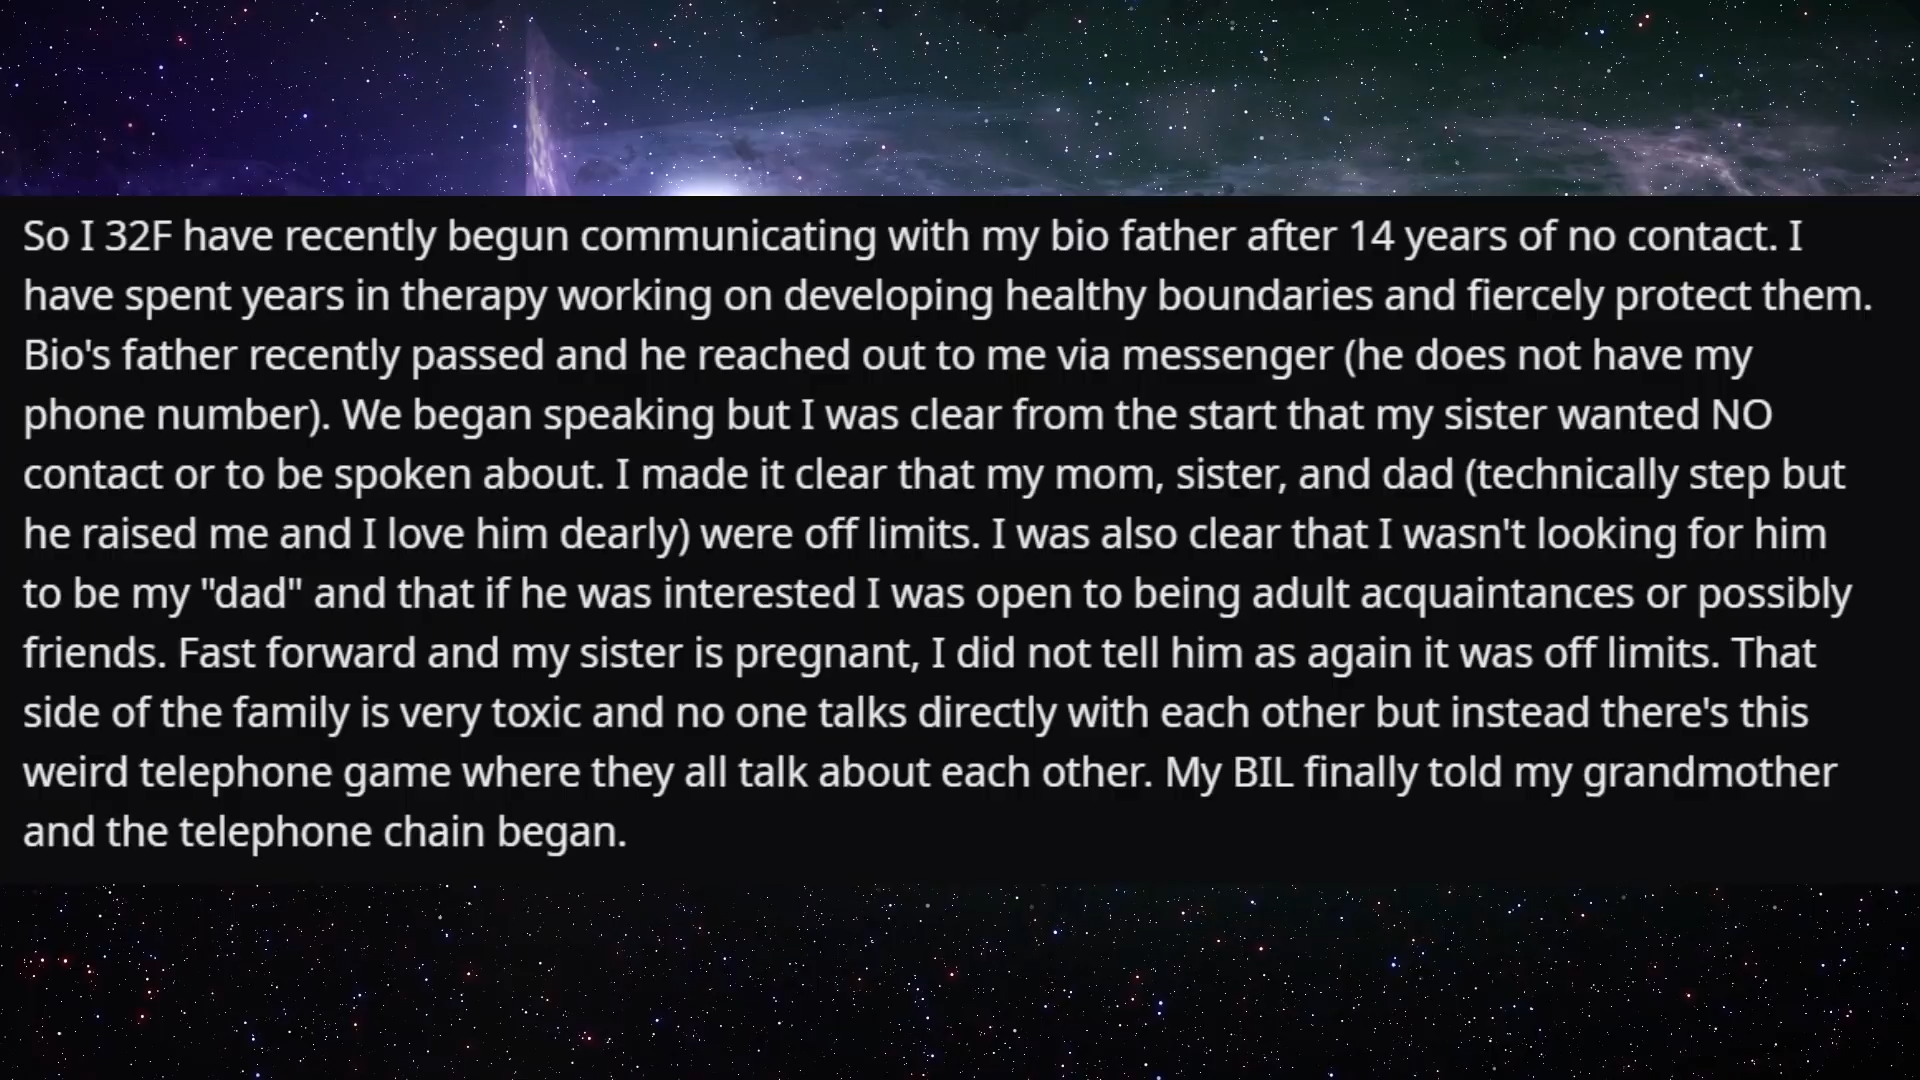 So I 32F have recently begun communicating with my bio father after 14 years of no contact. I
have spent years in therapy working on developing healthy boundaries and fiercely protect them.
Bio's father recently passed and he reached out to me via messenger (he does not have my
phone number). We began speaking but I was clear from the start that my sister wanted NO
contact or to be spoken about. I made it clear that my mom, sister, and dad (technically step but
he raised me and I love him dearly) were off limits. I was also clear that I wasn't looking for him
to be my "dad" and that if he was interested I was open to being adult acquaintances or possibly
friends. Fast forward and my sister is pregnant, I did not tell him as again it was off limits. That
side of the family is very toxic and no one talks directly with each other but instead there's this
weird telephone game where they all talk about each other. My BIL finally told my grandmother
and the telephone chain began.